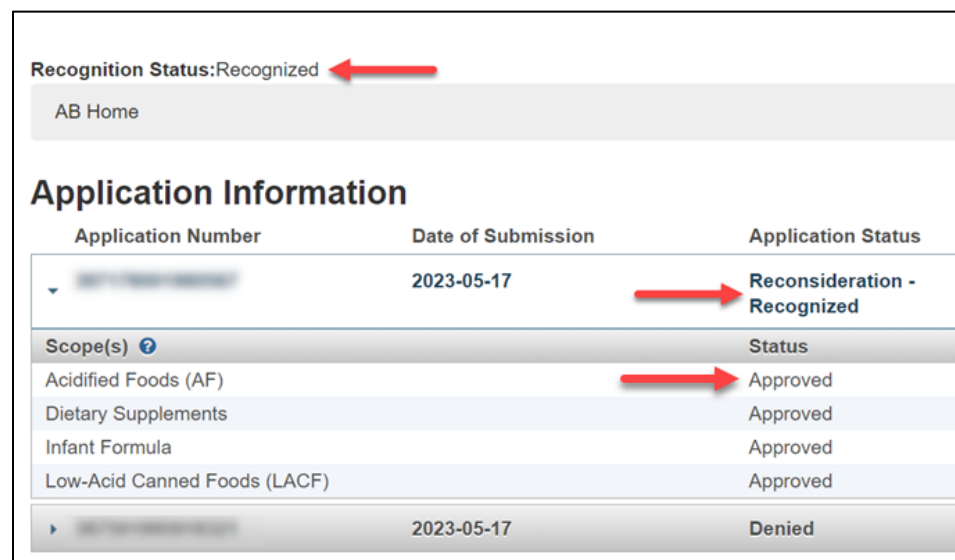 Recognition Status:Recognized
AB Home
Application Information
Application Number Date of Submission Application Status
2023-05-17 Reconsideration -
Recognized
Scope(s) Status
Acidified Foods (AF) Approved
Dietary Supplements Approved
Infant Formula Approved
Low-Acid Canned Foods (LACF) Approved
2023-05-17 Denied